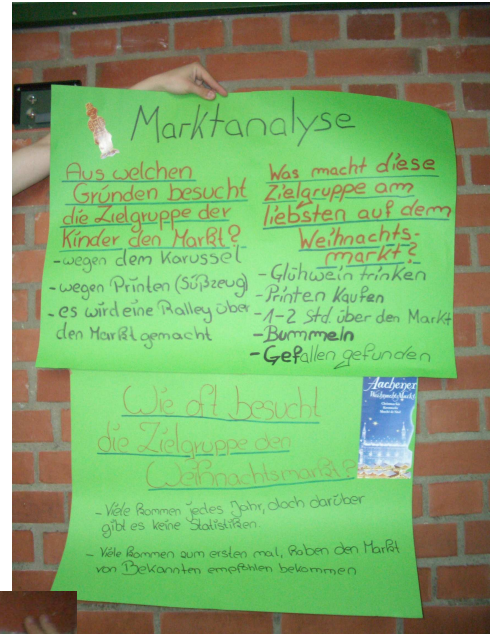 Marktanalyse
Aus welchen
Gründen besucht
die Zielgruppe der
Kinder den Markt?
-wegen dem Karussel
-wegen Printen (Süßzeug)
-es wird eine Ralley über
den Markt gemacht
Was macht diese
Zielgruppe am
liebsten auf dem
Weihnachts-
markt?
-Glühwein trinken
-Printen Kaufen
-1-2 Std. über den Markt
-Bummmeln
-Gefallen gefunden
Aachener
Weihnachtsmarkt
Wie oft besucht
die Zielgruppe den
Weihnachtsmarkt?
- Viele kommen jedes Jahr, doch darüber
gibt es keine Statistiken.
- Viele kommen zum ersten mal, haben den Markt
von Bekannten empfohlen bekommen